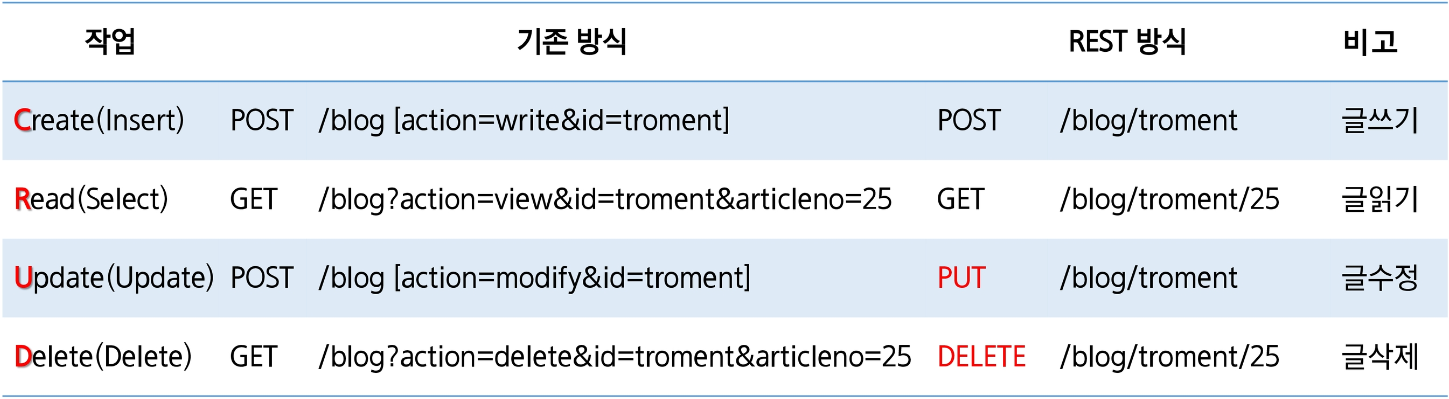 작업 기존 방식 REST 방식 비고
Create(Insert) POST /blog [action=write&id=troment] POST /blog/troment 글쓰기
Read(Select) GET /blog?action=view&id=troment&articleno=25 GET /blog/troment/25 글읽기
Update(Update) POST /blog [action=modify&id=troment] PUT /blog/troment 글수정
Delete(Delete) GET /blog?action=delete&id=troment&articleno=25 DELETE /blog/troment/25 글삭제